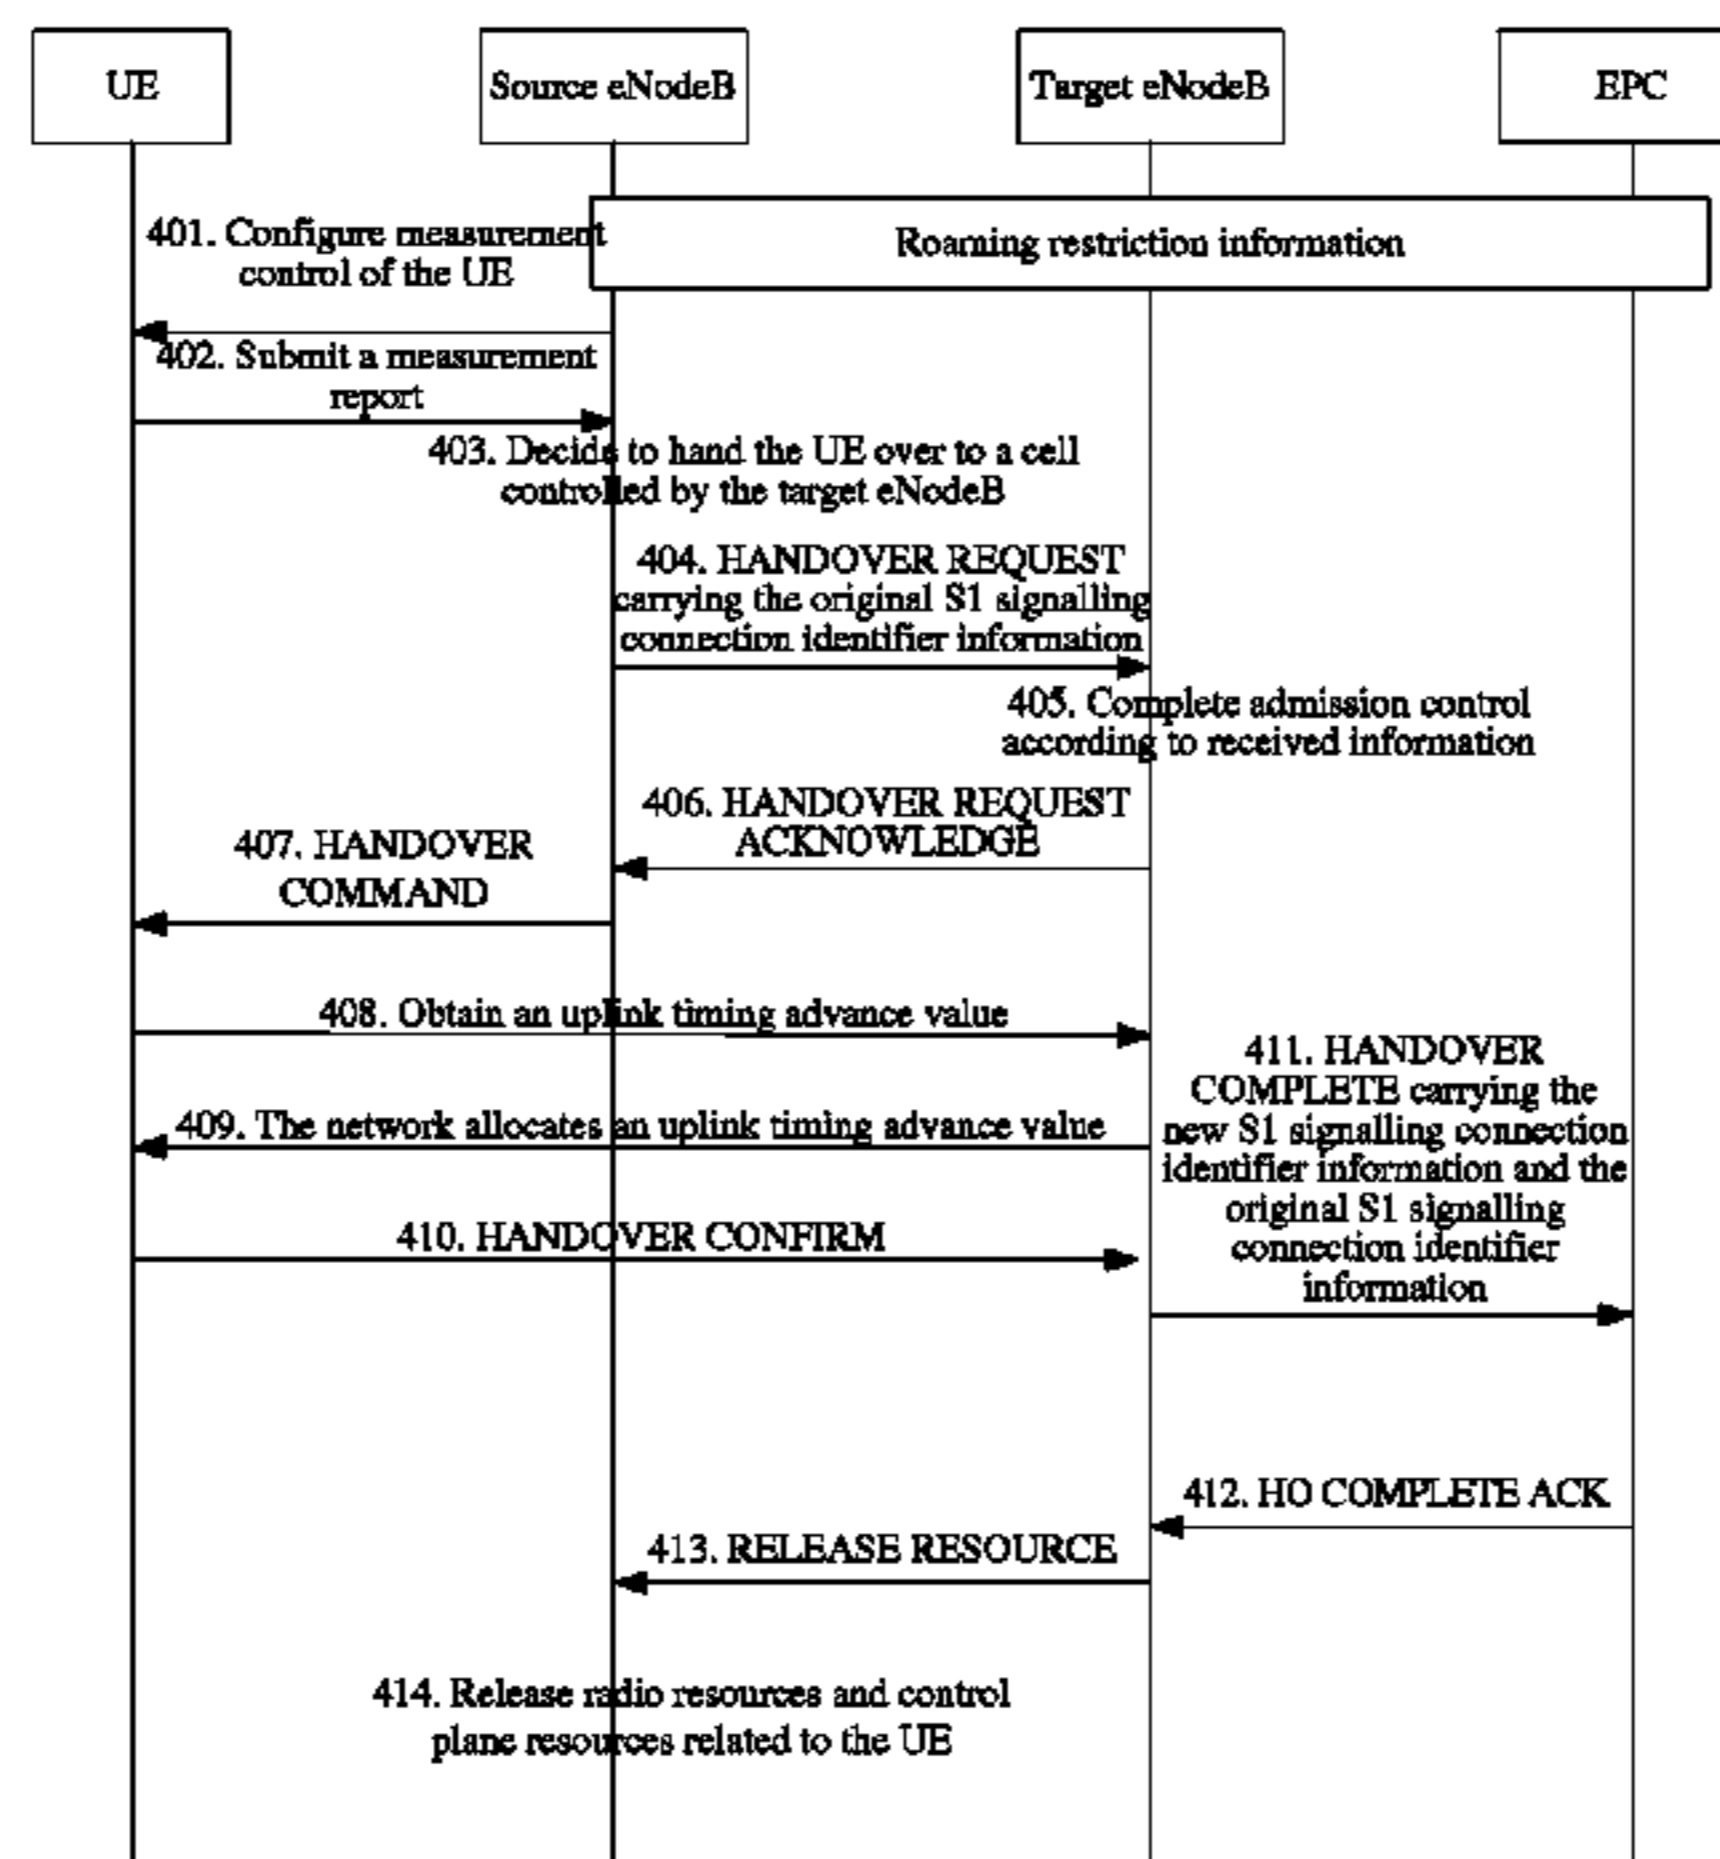 UE
Source eNodeB
Target eNodeB
EPC
Roaming restriction information
401. Configure measurement
control of the UE
402. Submit a measurement
report
403. Decide to hand the UE over to a cell
controlled by the target eNodeB
404. HANDOVER REQUEST
carrying the original S1 signalling
connection identifier information
405. Complete admission control
according to received information
406. HANDOVER REQUEST
ACKNOWLEDGE
407. HANDOVER
COMMAND
408. Obtain an uplink timing advance value
409. The network allocates an uplink timing advance value
410. HANDOVER CONFIRM
411. HANDOVER
COMPLETE carrying the
new S1 signalling connection
identifier information and the
original S1 signalling
connection identifier
information
412. HO COMPLETE ACK
413. RELEASE RESOURCE
414. Release radio resources and control
plane resources related to the UE